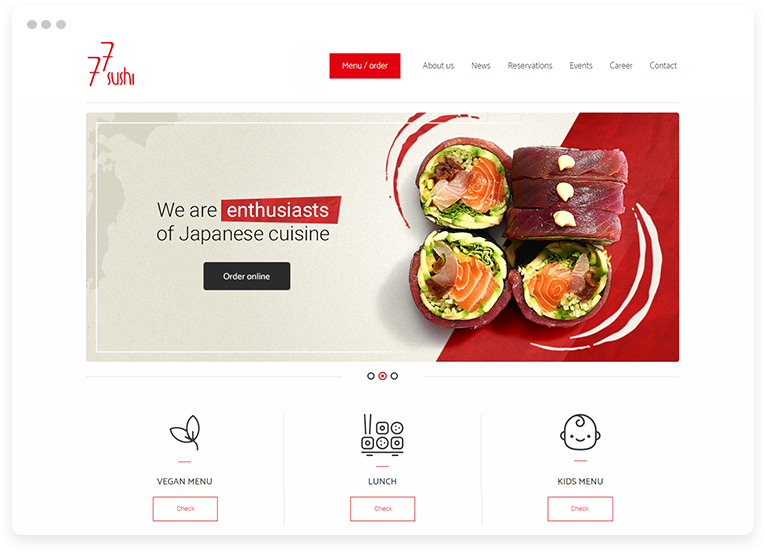 77 sushi
Menu / order
About us
News
Reservations
Events
Career
Contact
We are enthusiasts
of Japanese cuisine
Order online
VEGAN MENU
LUNCH
KIDS MENU
Check
Check
Check